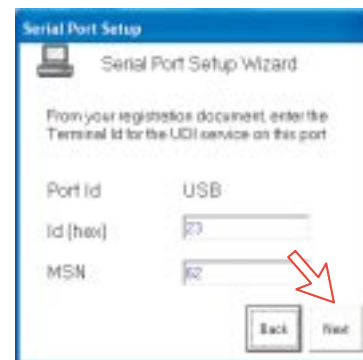 Serial Port Setup
Serial Port Setup Wizard
From your registration document, enter the
Terminal Id for the UDI service on this port
Port Id USB
Id (hex) 23
MSN 62
Back Next